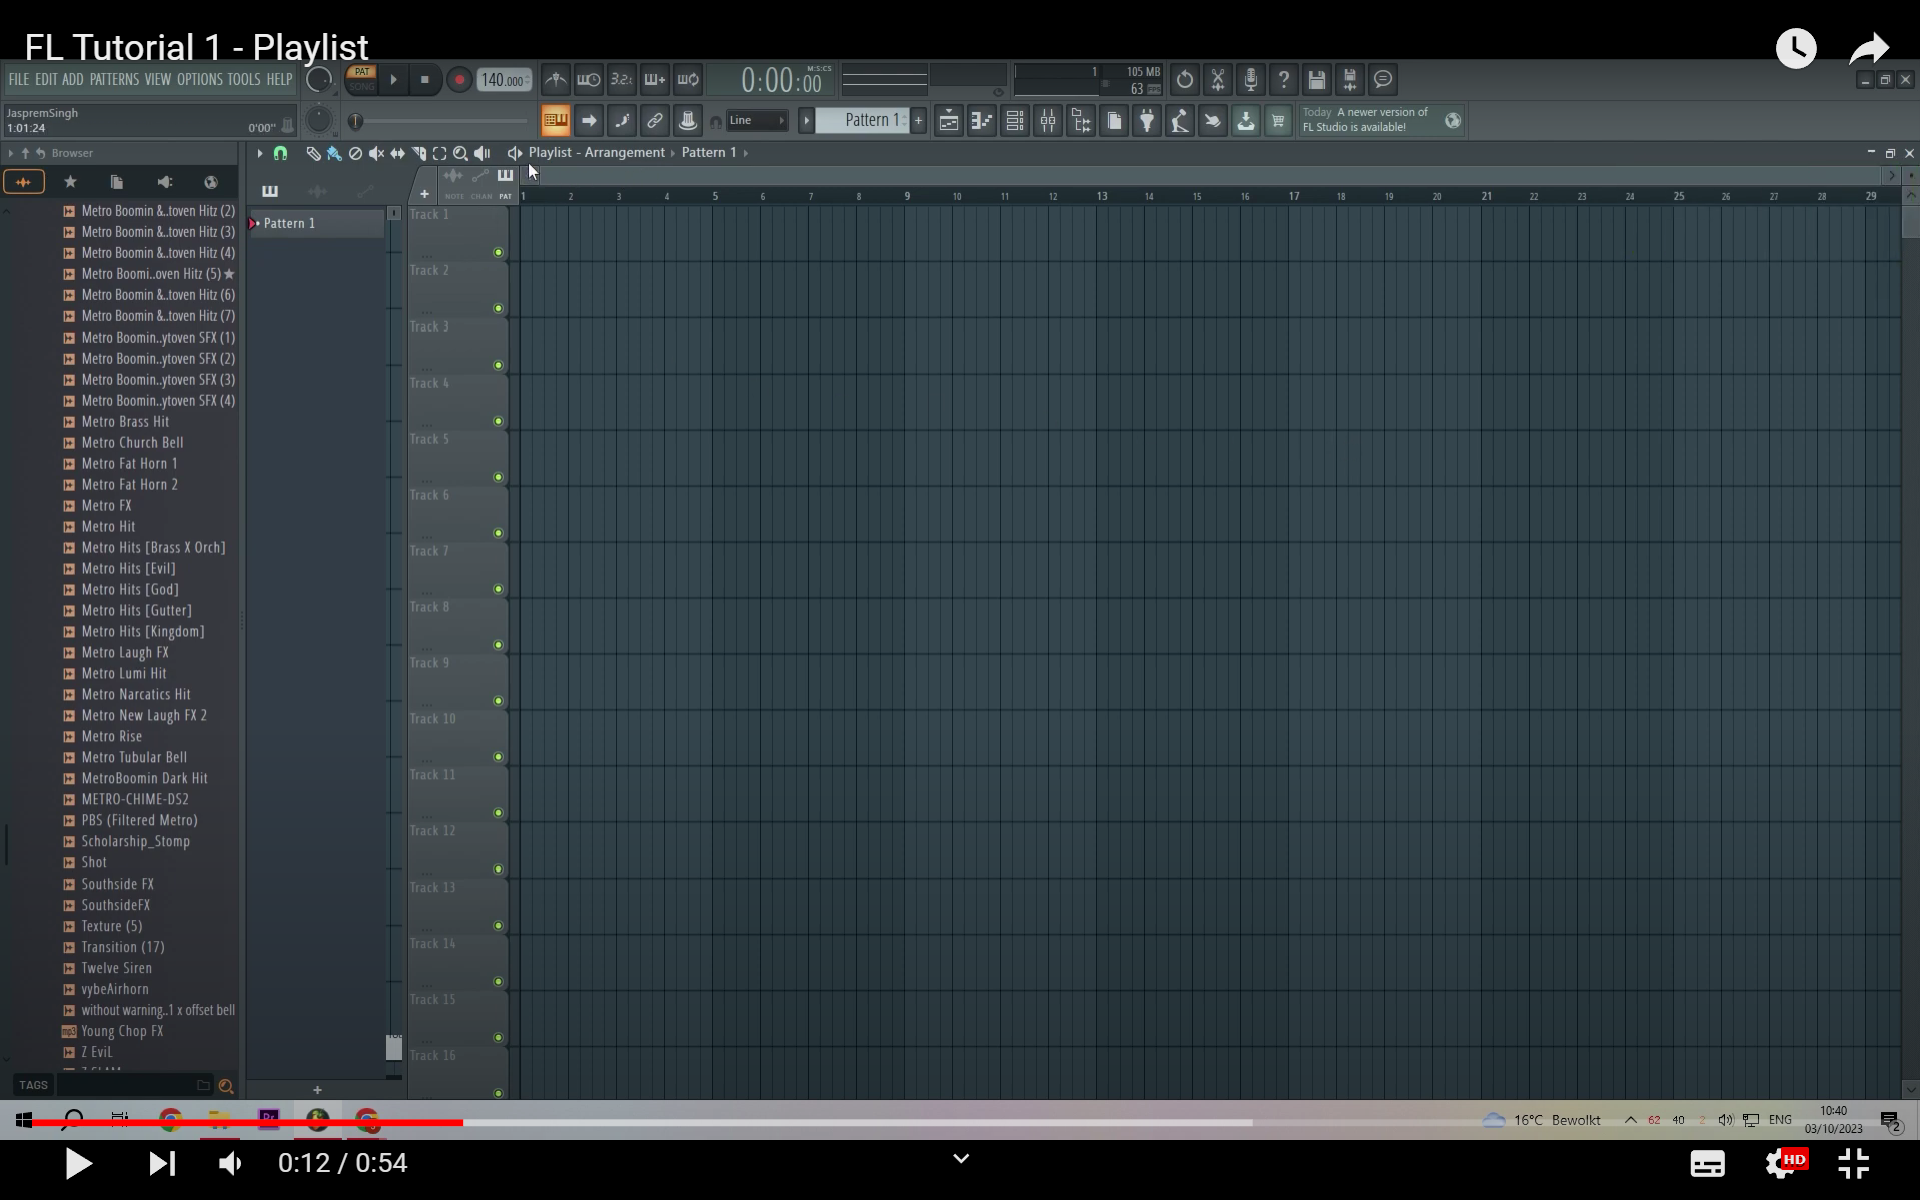 FL Tutorial 1 - Playlist
FILE EDIT ADD PATTERNS VIEW OPTIONS TOOLS HELP
PAT
SONG
140.000
3.2.:
0:00:00
M:S:CS
1
105 MB
63
JaspremSingh
1:01:24
0'00"
Line
Pattern 1
+
Today A newer version of
FL Studio is available!
Browser
Playlist - Arrangement › Pattern 1 ›
NOTE CHAN PAT
1 2 3 4 5 6 7 8 9 10 11 12 13 14 15 16 17 18 19 20 21 22 23 24 25 26 27 28 29
Metro Boomin &..toven Hitz (2)
Metro Boomin &..toven Hitz (3)
Metro Boomin &..toven Hitz (4)
Metro Boomi..oven Hitz (5)
Metro Boomin &..toven Hitz (6)
Metro Boomin &..toven Hitz (7)
Metro Boomin..ytoven SFX (1)
Metro Boomin..ytoven SFX (2)
Metro Boomin..ytoven SFX (3)
Metro Boomin..ytoven SFX (4)
Metro Brass Hit
Metro Church Bell
Metro Fat Horn 1
Metro Fat Horn 2
Metro FX
Metro Hit
Metro Hits [Brass X Orch]
Metro Hits [Evil]
Metro Hits [God]
Metro Hits [Gutter]
Metro Hits [Kingdom]
Metro Laugh FX
Metro Lumi Hit
Metro Narcatics Hit
Metro New Laugh FX 2
Metro Rise
Metro Tubular Bell
MetroBoomin Dark Hit
METRO-CHIME-DS2
PBS (Filtered Metro)
Scholarship_Stomp
Shot
Southside FX
SouthsideFX
Texture (5)
Transition (17)
Twelve Siren
vybeAirhorn
without warning..1 x offset bell
mp3 Young Chop FX
Z EviL
TAGS
Pattern 1
+
Track 1
Track 2
Track 3
Track 4
Track 5
Track 6
Track 7
Track 8
Track 9
Track 10
Track 11
Track 12
Track 13
Track 14
Track 15
Track 16
Pr
16°C Bewolkt
62 40 2
ENG
10:40
03/10/2023
2
0:12 / 0:54
HD